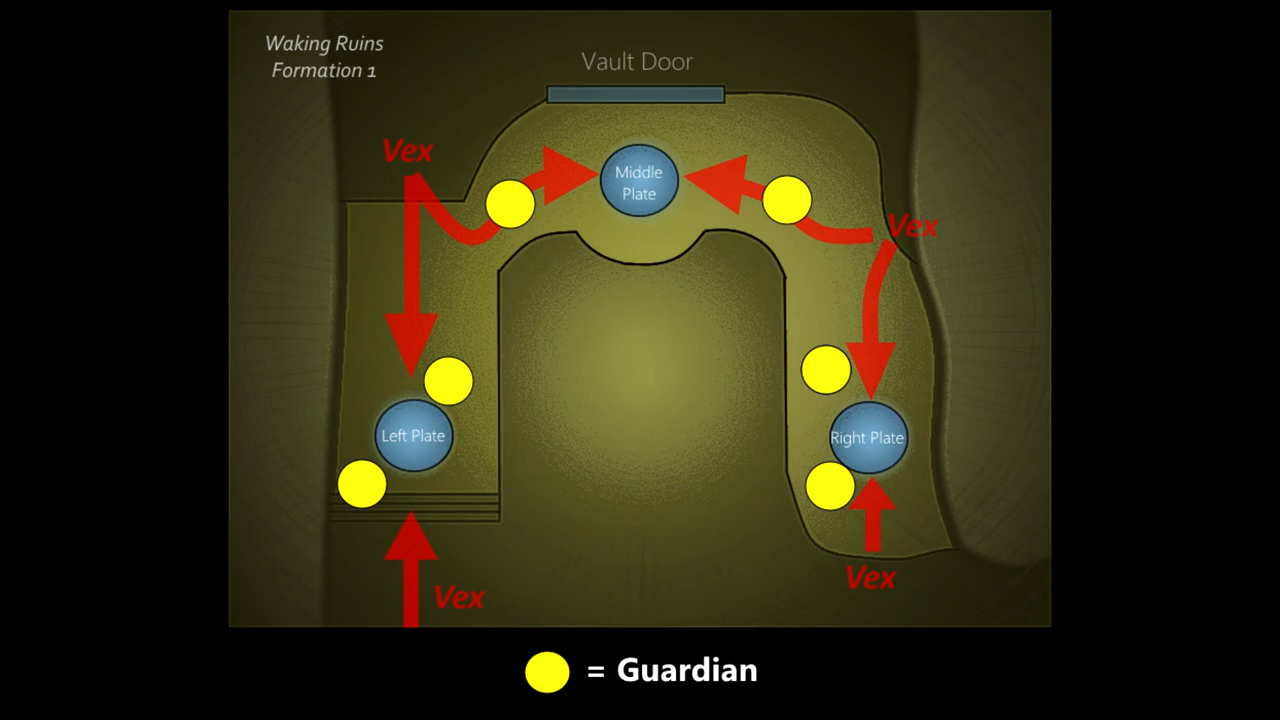 Waking Ruins
Formation 1
Vault Door
Vex
Middle
Plate
Vex
Left Plate
Right Plate
Vex
Vex
= Guardian